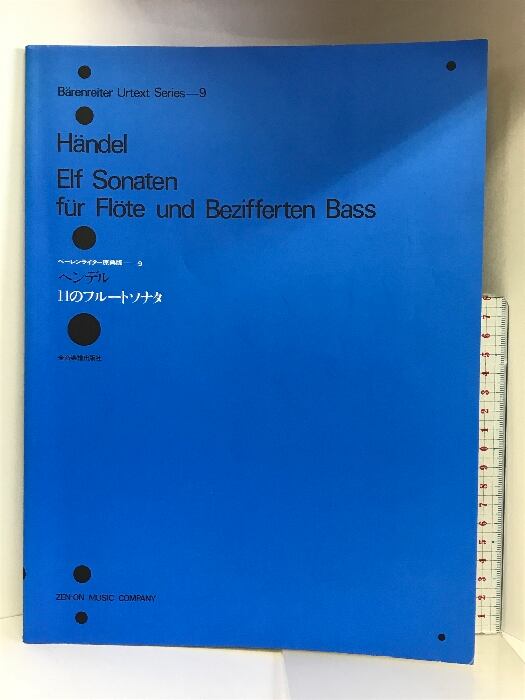 Bärenreiter Urtext Series—9
Händel
Elf Sonaten
für Flöte und Bezifferten Bass
ベーレンライター原典版—9
ヘンデル
11のフルートソナタ
全音楽譜出版社
ZEN-ON MUSIC COMPANY